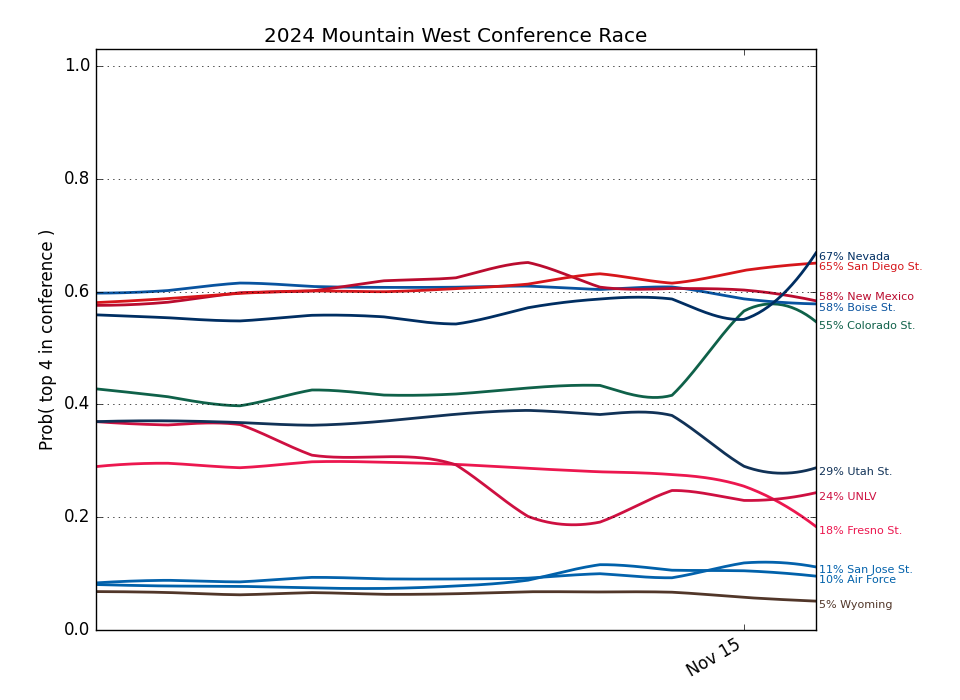 2024 Mountain West Conference Race
Prob( top 4 in conference )
1.0
0.8
0.6
0.4
0.2
0.0
67% Nevada
65% San Diego St.
58% New Mexico
58% Boise St.
55% Colorado St.
29% Utah St.
24% UNLV
18% Fresno St.
11% San Jose St.
10% Air Force
5% Wyoming
Nov 15